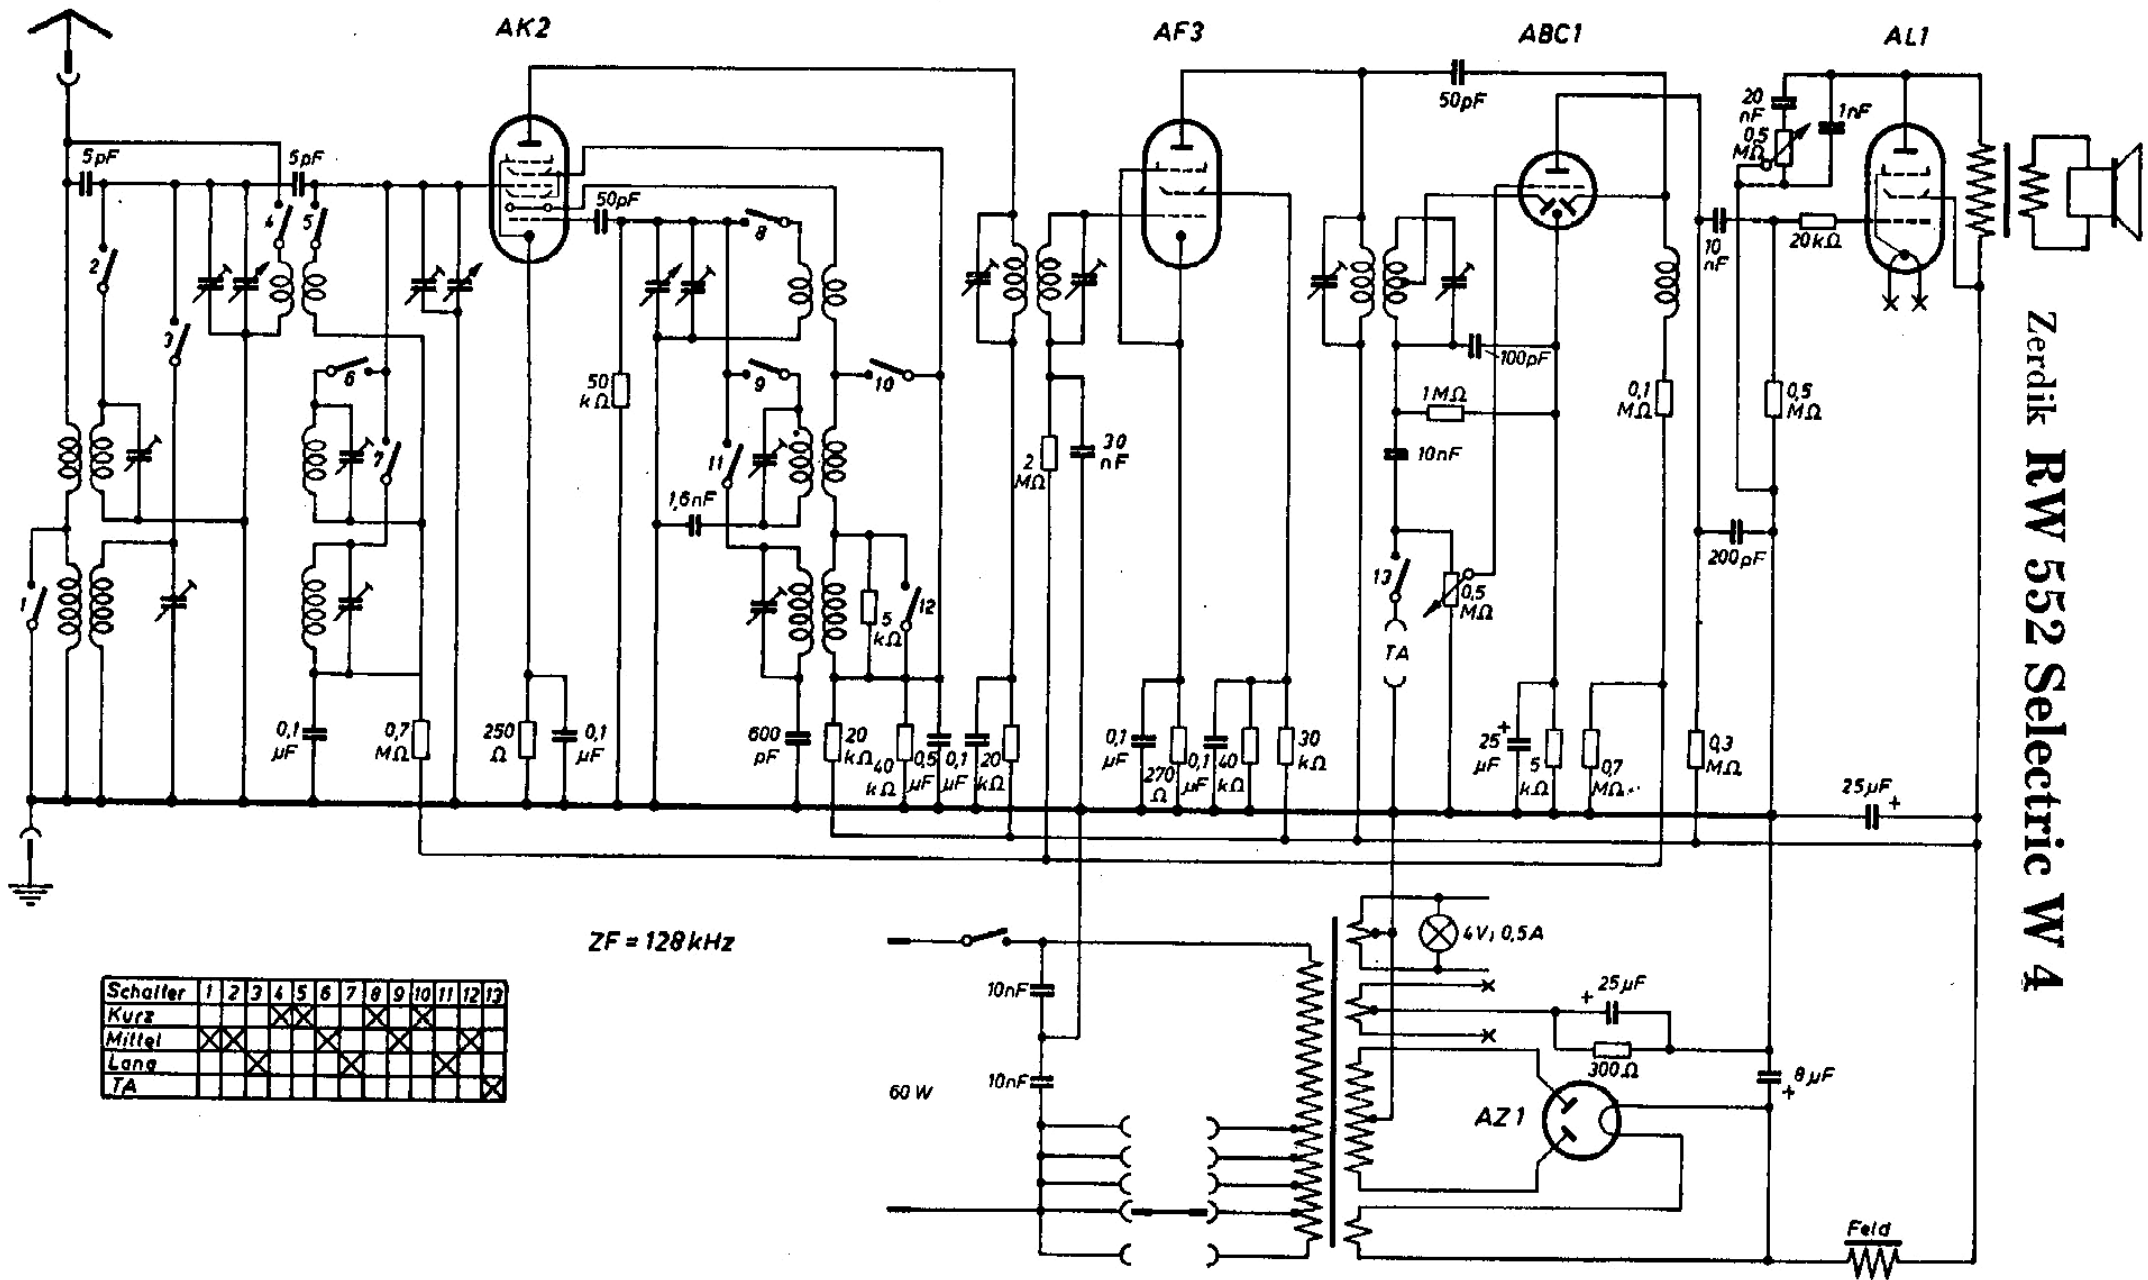 AK2
AF3
ABC1
AL1
5pF
5pF
4
5
2
3
6
7
1
50pF
8
50
kΩ
9
10
11
1,6nF
12
5
kΩ
0,1
µF
0,7
MΩ
250
Ω
0,1
µF
600
pF
20
kΩ
40
kΩ
0,5
µF
0,1
µF
20
kΩ
2
MΩ
30
nF
0,1
µF
270
Ω
0,1
µF
40
kΩ
30
kΩ
50pF
100pF
1MΩ
10nF
13
TA
0,5
MΩ
0,1
MΩ
25
µF
+
5
kΩ
0,7
MΩ
0,3
MΩ
20
nF
0,5
MΩ
1nF
10
nF
20kΩ
0,5
MΩ
200pF
25µF
+
Zerdik RW 552 Selectric W 4
ZF = 128 kHz
Schalter 1 2 3 4 5 6 7 8 9 10 11 12 13
Kurz
Mittel
Lang
TA
10nF
10nF
60 W
4V; 0,5A
25µF
+
300Ω
8µF
+
AZ1
Feld